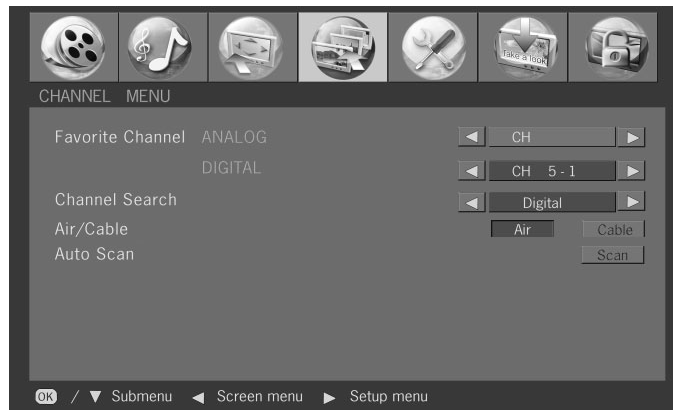 Take a look
CHANNEL MENU
Favorite Channel ANALOG CH
DIGITAL CH 5-1
Channel Search Digital
Air/Cable Air Cable
Auto Scan Scan
OK / ▼ Submenu ◀ Screen menu ▶ Setup menu